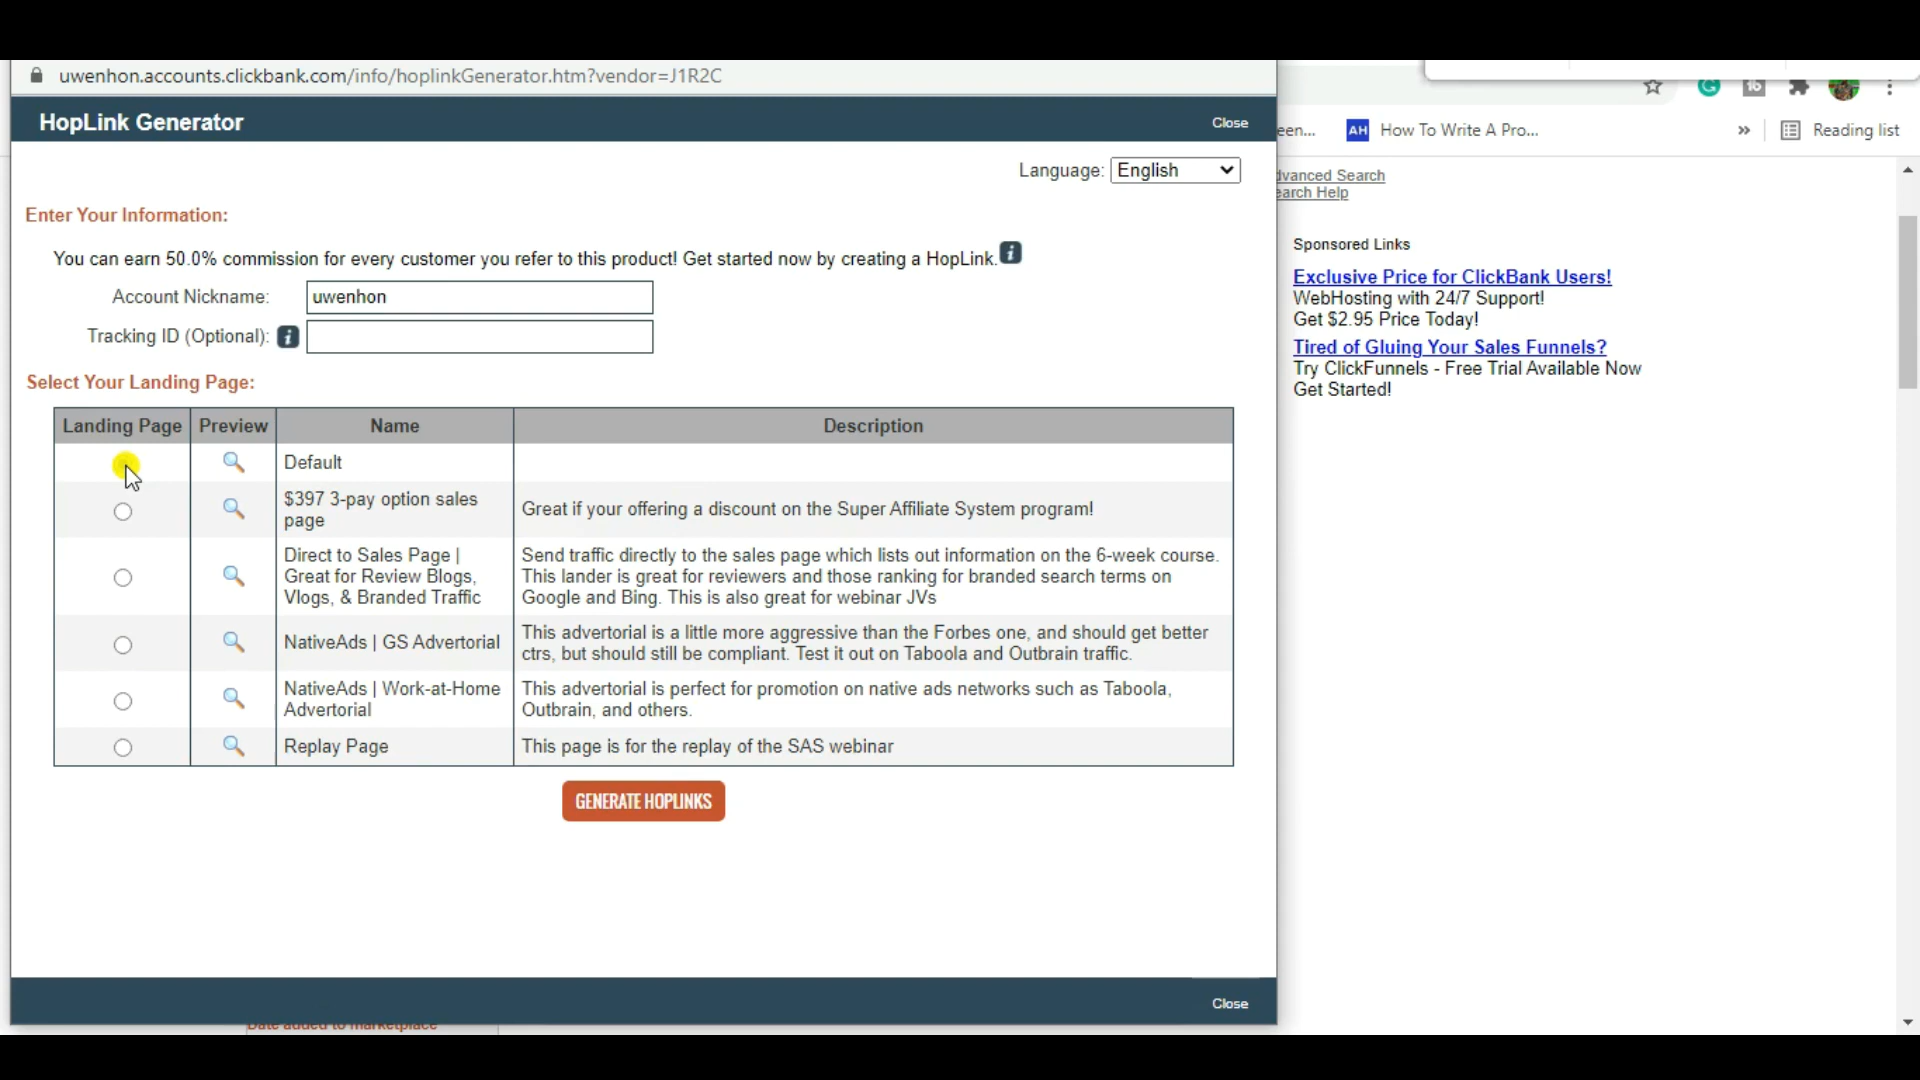 uwenhon.accounts.clickbank.com/info/hoplinkGenerator.htm?vendor=J1R2C
HopLink Generator
Close
een...
AH How To Write A Pro...
»
Reading list
Language: English
dvanced Search
earch Help
Enter Your Information:
Sponsored Links
You can earn 50.0% commission for every customer you refer to this product! Get started now by creating a HopLink.
Exclusive Price for ClickBank Users!
WebHosting with 24/7 Support!
Get $2.95 Price Today!
Account Nickname: uwenhon
Tracking ID (Optional):
Tired of Gluing Your Sales Funnels?
Try ClickFunnels - Free Trial Available Now
Get Started!
Select Your Landing Page:
Landing Page Preview Name Description
Default
$397 3-pay option sales
page
Great if your offering a discount on the Super Affiliate System program!
Direct to Sales Page |
Great for Review Blogs,
Vlogs, & Branded Traffic
Send traffic directly to the sales page which lists out information on the 6-week course.
This lander is great for reviewers and those ranking for branded search terms on
Google and Bing. This is also great for webinar JVs
NativeAds | GS Advertorial
This advertorial is a little more aggressive than the Forbes one, and should get better
ctrs, but should still be compliant. Test it out on Taboola and Outbrain traffic.
NativeAds | Work-at-Home
Advertorial
This advertorial is perfect for promotion on native ads networks such as Taboola,
Outbrain, and others.
Replay Page
This page is for the replay of the SAS webinar
GENERATE HOPLINKS
Close
Date added to marketplace